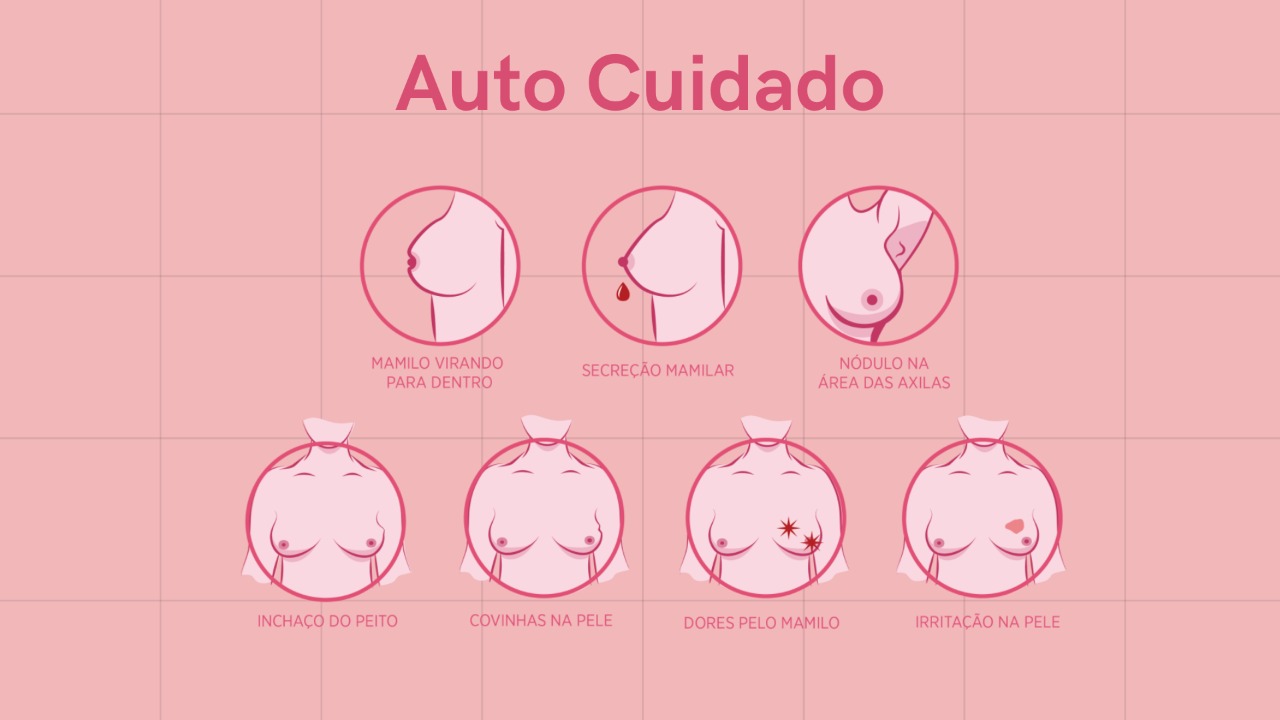 Auto Cuidado
MAMILO VIRANDO
PARA DENTRO
SECREÇÃO MAMILAR
NÓDULO NA
ÁREA DAS AXILAS
INCHAÇO DO PEITO
COVINHAS NA PELE
DORES PELO MAMILO
IRRITAÇÃO NA PELE